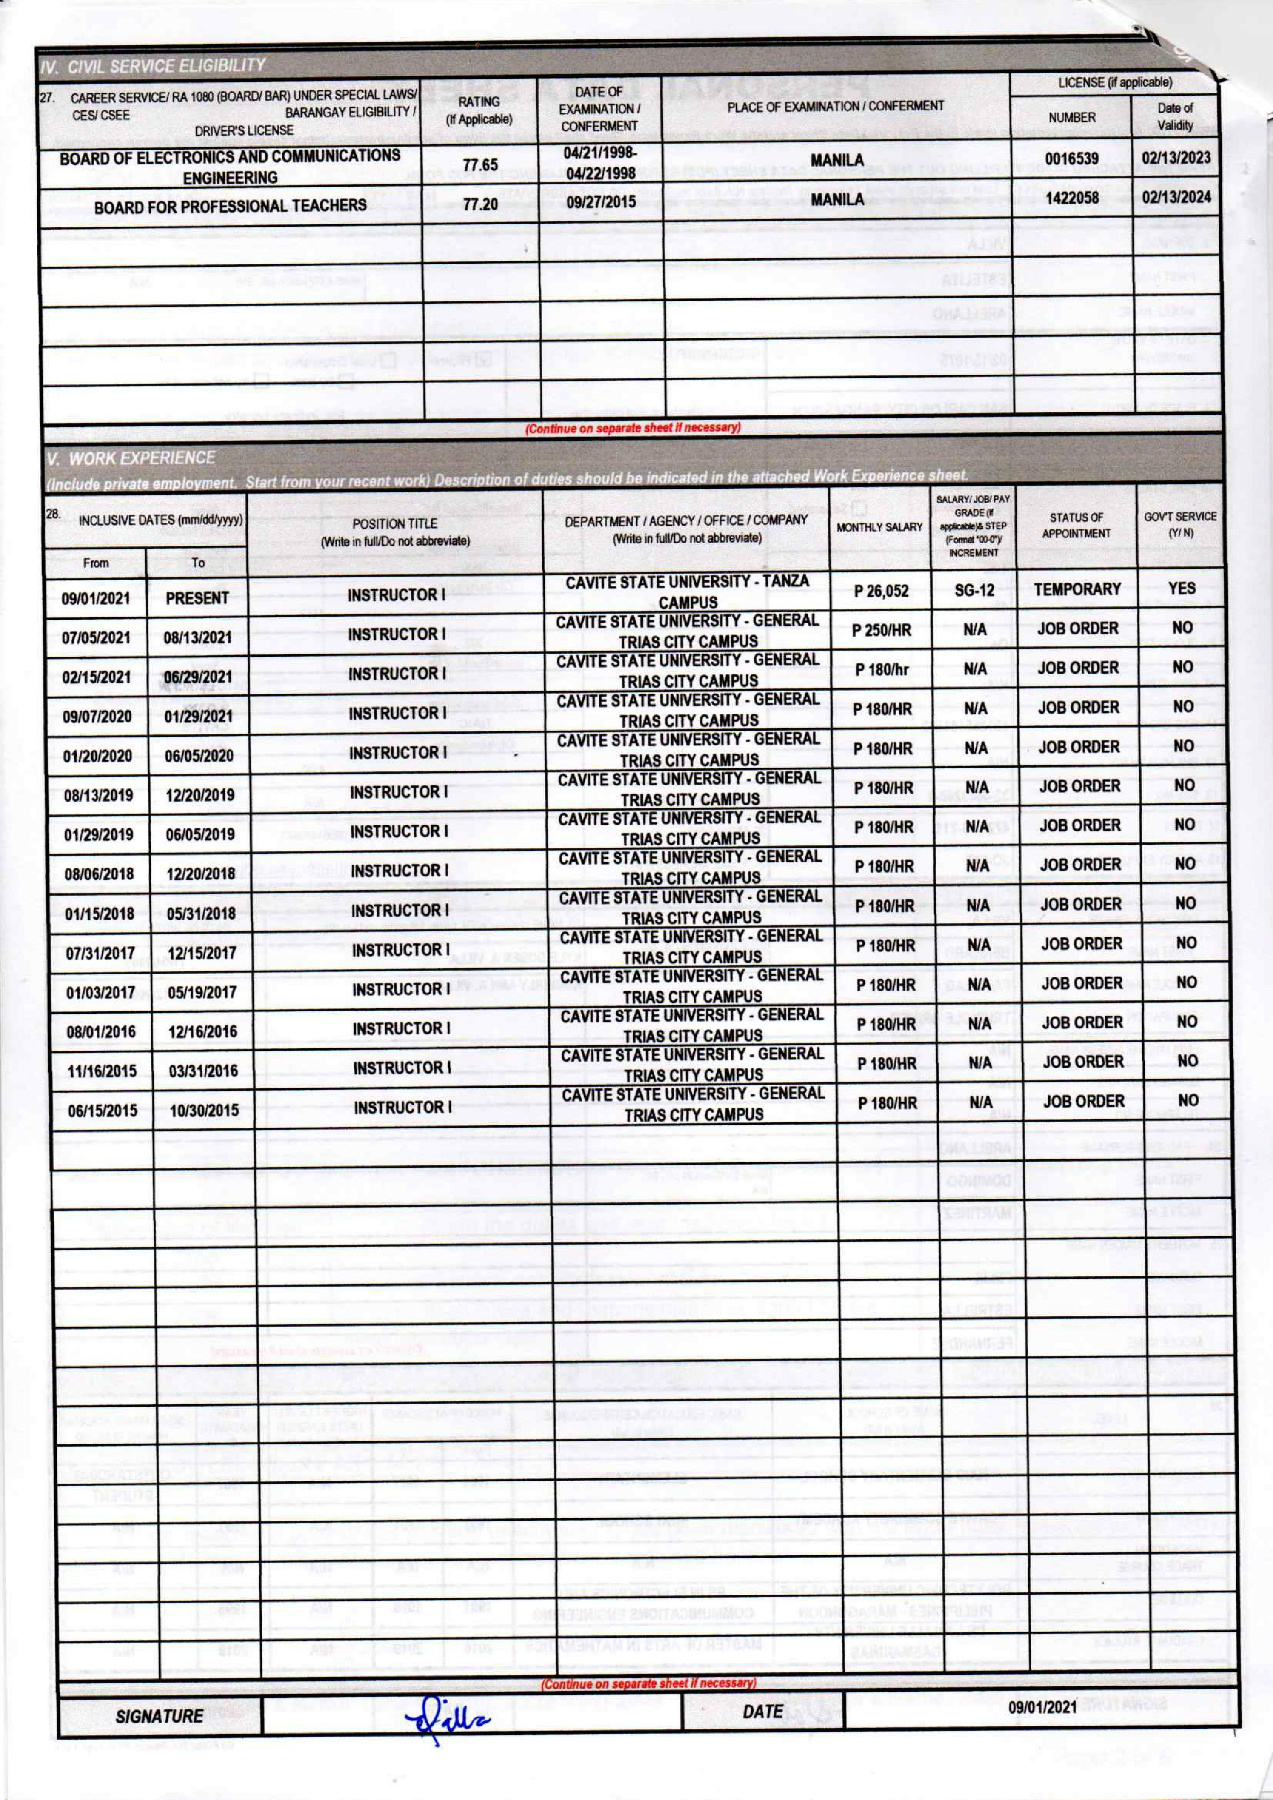 IV. CIVIL SERVICE ELIGIBILITY
27. CAREER SERVICE/ RA 1080 (BOARD/ BAR) UNDER SPECIAL LAWS/ CES/ CSEE BARANGAY ELIGIBILITY / DRIVER'S LICENSE
RATING (If Applicable)
DATE OF EXAMINATION / CONFERMENT
PLACE OF EXAMINATION / CONFERMENT
LICENSE (if applicable)
NUMBER
Date of Validity
BOARD OF ELECTRONICS AND COMMUNICATIONS ENGINEERING 77.65 04/21/1998-04/22/1998 MANILA 0016539 02/13/2023
BOARD FOR PROFESSIONAL TEACHERS 77.20 09/27/2015 MANILA 1422058 02/13/2024
(Continue on separate sheet if necessary)
V. WORK EXPERIENCE
(Include private employment. Start from your recent work) Description of duties should be indicated in the attached Work Experience sheet.
28. INCLUSIVE DATES (mm/dd/yyyy)
From To
POSITION TITLE (Write in full/Do not abbreviate)
DEPARTMENT / AGENCY / OFFICE / COMPANY (Write in full/Do not abbreviate)
MONTHLY SALARY
SALARY/ JOB/ PAY GRADE (if applicable)& STEP (Format "00-0")/ INCREMENT
STATUS OF APPOINTMENT
GOV'T SERVICE (Y/ N)
09/01/2021 PRESENT INSTRUCTOR I CAVITE STATE UNIVERSITY - TANZA CAMPUS P 26,052 SG-12 TEMPORARY YES
07/05/2021 08/13/2021 INSTRUCTOR I CAVITE STATE UNIVERSITY - GENERAL TRIAS CITY CAMPUS P 250/HR N/A JOB ORDER NO
02/15/2021 06/29/2021 INSTRUCTOR I CAVITE STATE UNIVERSITY - GENERAL TRIAS CITY CAMPUS P 180/hr N/A JOB ORDER NO
09/07/2020 01/29/2021 INSTRUCTOR I CAVITE STATE UNIVERSITY - GENERAL TRIAS CITY CAMPUS P 180/HR N/A JOB ORDER NO
01/20/2020 06/05/2020 INSTRUCTOR I CAVITE STATE UNIVERSITY - GENERAL TRIAS CITY CAMPUS P 180/HR N/A JOB ORDER NO
08/13/2019 12/20/2019 INSTRUCTOR I CAVITE STATE UNIVERSITY - GENERAL TRIAS CITY CAMPUS P 180/HR N/A JOB ORDER NO
01/29/2019 06/05/2019 INSTRUCTOR I CAVITE STATE UNIVERSITY - GENERAL TRIAS CITY CAMPUS P 180/HR N/A JOB ORDER NO
08/06/2018 12/20/2018 INSTRUCTOR I CAVITE STATE UNIVERSITY - GENERAL TRIAS CITY CAMPUS P 180/HR N/A JOB ORDER NO
01/15/2018 05/31/2018 INSTRUCTOR I CAVITE STATE UNIVERSITY - GENERAL TRIAS CITY CAMPUS P 180/HR N/A JOB ORDER NO
07/31/2017 12/15/2017 INSTRUCTOR I CAVITE STATE UNIVERSITY - GENERAL TRIAS CITY CAMPUS P 180/HR N/A JOB ORDER NO
01/03/2017 05/19/2017 INSTRUCTOR I CAVITE STATE UNIVERSITY - GENERAL TRIAS CITY CAMPUS P 180/HR N/A JOB ORDER NO
08/01/2016 12/16/2016 INSTRUCTOR I CAVITE STATE UNIVERSITY - GENERAL TRIAS CITY CAMPUS P 180/HR N/A JOB ORDER NO
11/16/2015 03/31/2016 INSTRUCTOR I CAVITE STATE UNIVERSITY - GENERAL TRIAS CITY CAMPUS P 180/HR N/A JOB ORDER NO
06/15/2015 10/30/2015 INSTRUCTOR I CAVITE STATE UNIVERSITY - GENERAL TRIAS CITY CAMPUS P 180/HR N/A JOB ORDER NO
(Continue on separate sheet if necessary)
SIGNATURE DATE 09/01/2021